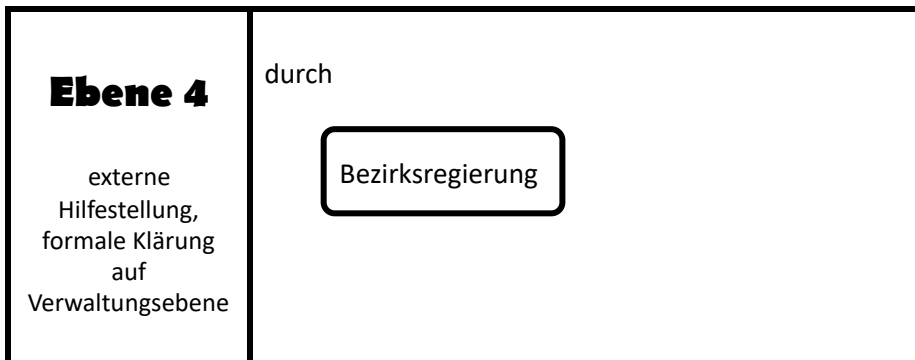 Ebene 4
externe
Hilfestellung,
formale Klärung
auf
Verwaltungsebene
durch
Bezirksregierung